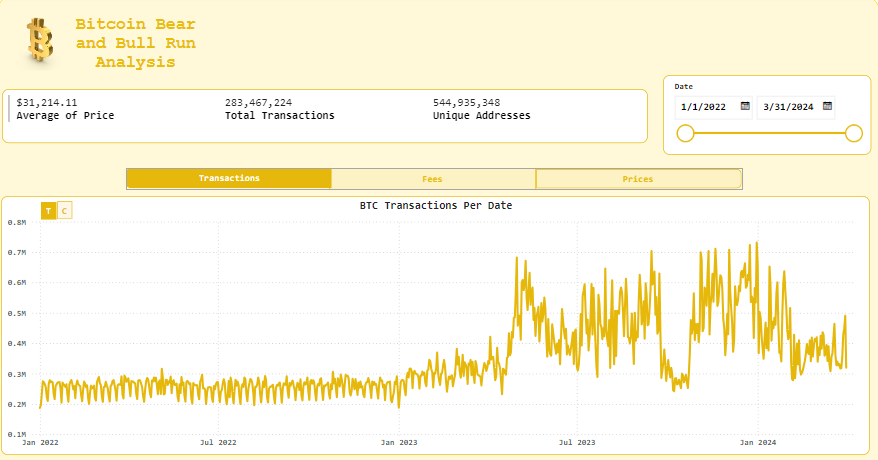 Bitcoin Bear
and Bull Run
Analysis
$31,214.11
Average of Price
283,467,224
Total Transactions
544,935,348
Unique Addresses
Date
1/1/2022
3/31/2024
Transactions
Fees
Prices
T
C
BTC Transactions Per Date
0.8M
0.7M
0.6M
0.5M
0.4M
0.3M
0.2M
0.1M
Jan 2022
Jul 2022
Jan 2023
Jul 2023
Jan 2024